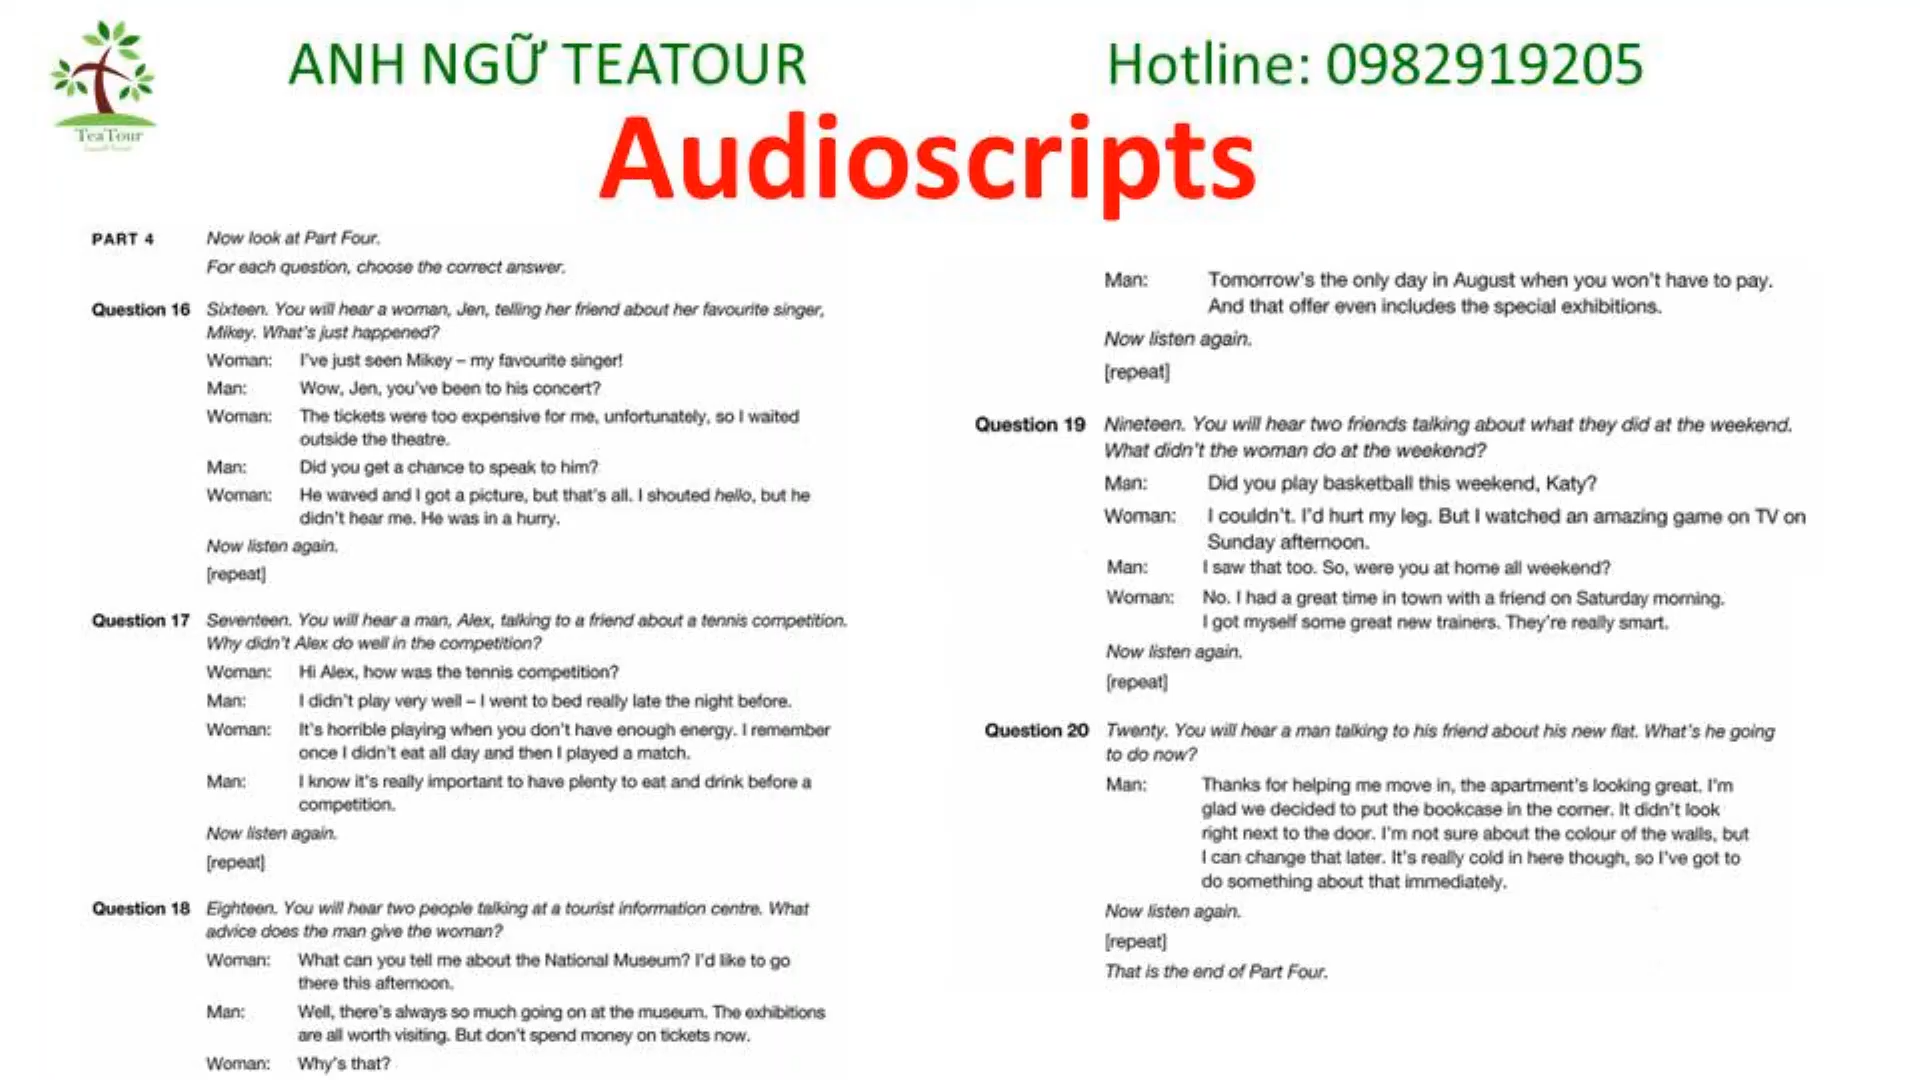 TeaTour
ANH NGỮ TEATOUR
Hotline: 0982919205
Audioscripts
PART 4 Now look at Part Four.
For each question, choose the correct answer.
Question 16 Sixteen. You will hear a woman, Jen, telling her friend about her favourite singer,
Mikey. What's just happened?
Woman: I've just seen Mikey – my favourite singer!
Man: Wow, Jen, you've been to his concert?
Woman: The tickets were too expensive for me, unfortunately, so I waited
outside the theatre.
Man: Did you get a chance to speak to him?
Woman: He waved and I got a picture, but that's all. I shouted hello, but he
didn't hear me. He was in a hurry.
Now listen again.
[repeat]
Question 17 Seventeen. You will hear a man, Alex, talking to a friend about a tennis competition.
Why didn't Alex do well in the competition?
Woman: Hi Alex, how was the tennis competition?
Man: I didn't play very well – I went to bed really late the night before.
Woman: It's horrible playing when you don't have enough energy. I remember
once I didn't eat all day and then I played a match.
Man: I know it's really important to have plenty to eat and drink before a
competition.
Now listen again.
[repeat]
Question 18 Eighteen. You will hear two people talking at a tourist information centre. What
advice does the man give the woman?
Woman: What can you tell me about the National Museum? I'd like to go
there this afternoon.
Man: Well, there's always so much going on at the museum. The exhibitions
are all worth visiting. But don't spend money on tickets now.
Woman: Why's that?
Man: Tomorrow's the only day in August when you won't have to pay.
And that offer even includes the special exhibitions.
Now listen again.
[repeat]
Question 19 Nineteen. You will hear two friends talking about what they did at the weekend.
What didn't the woman do at the weekend?
Man: Did you play basketball this weekend, Katy?
Woman: I couldn't. I'd hurt my leg. But I watched an amazing game on TV on
Sunday afternoon.
Man: I saw that too. So, were you at home all weekend?
Woman: No. I had a great time in town with a friend on Saturday morning.
I got myself some great new trainers. They're really smart.
Now listen again.
[repeat]
Question 20 Twenty. You will hear a man talking to his friend about his new flat. What's he going
to do now?
Man: Thanks for helping me move in, the apartment's looking great. I'm
glad we decided to put the bookcase in the corner. It didn't look
right next to the door. I'm not sure about the colour of the walls, but
I can change that later. It's really cold in here though, so I've got to
do something about that immediately.
Now listen again.
[repeat]
That is the end of Part Four.